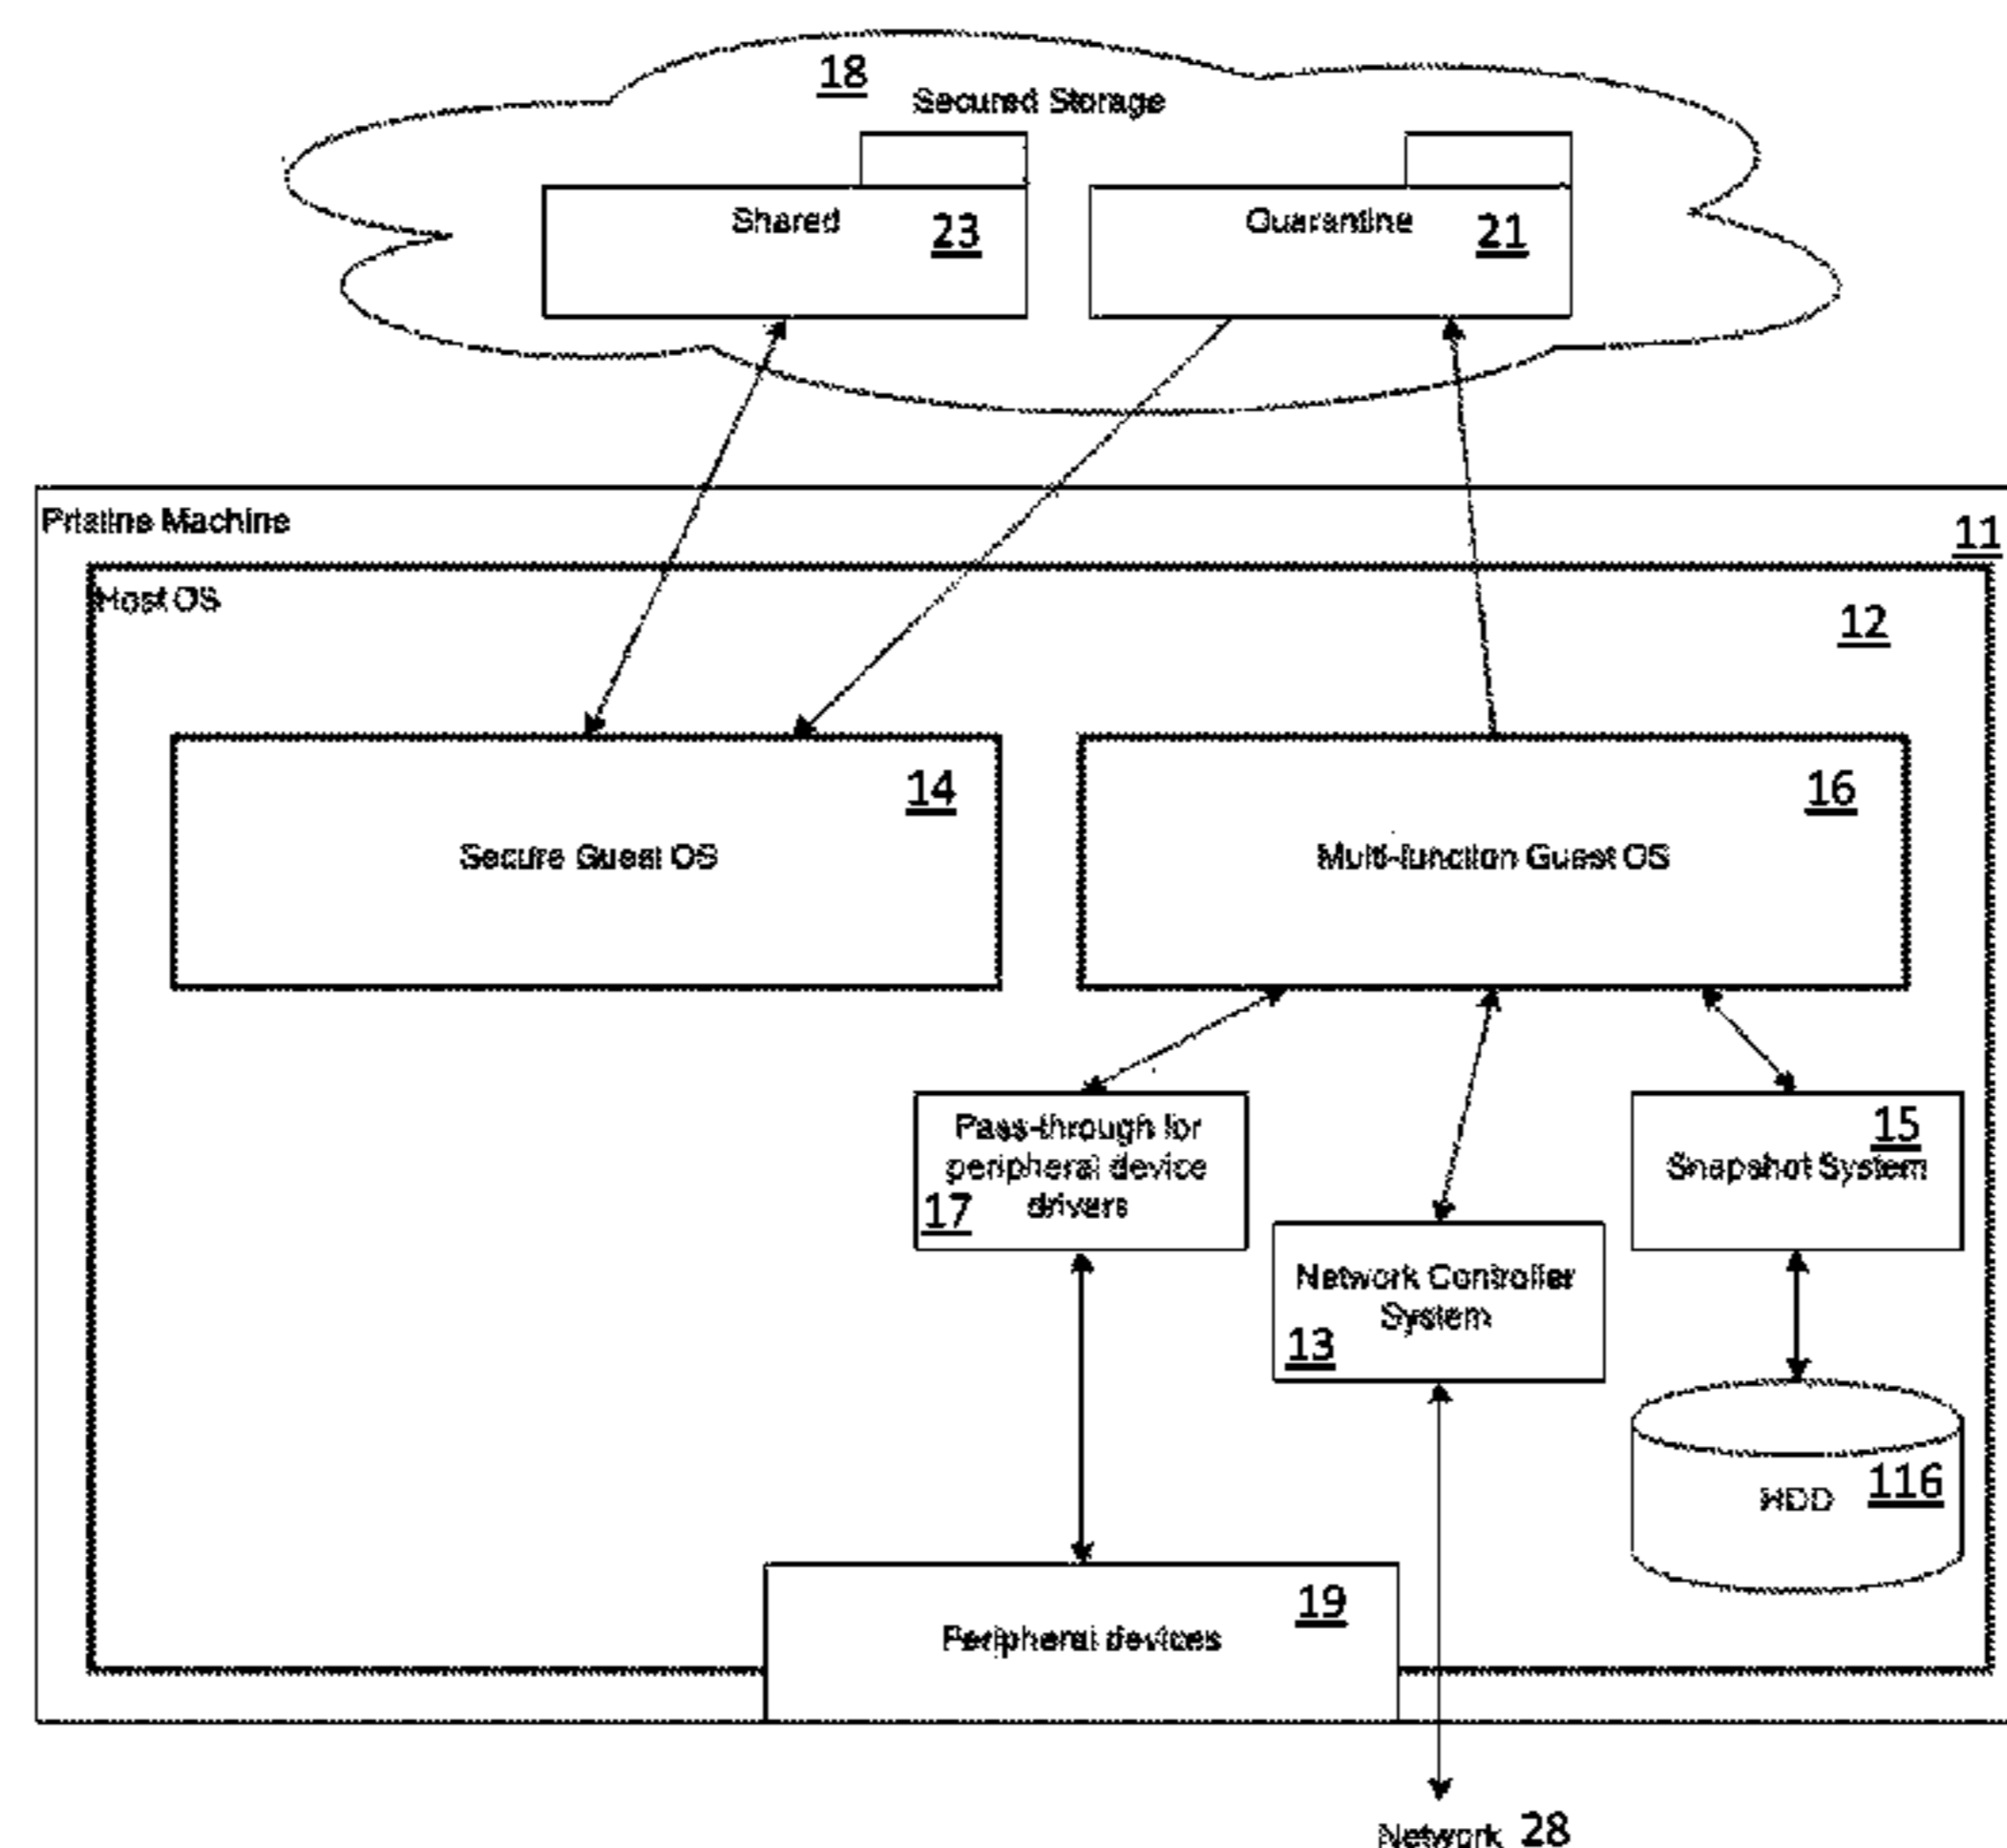 18
Secured Storage
Shared
23
Quarantine
21
Pristine Machine
11
Host OS
12
14
Secure Guest OS
16
Multi-function Guest OS
Pass-through for
peripheral device
drivers
17
15
Snapshot System
Network Controller
System
13
HDD
116
19
Peripheral devices
Network 28